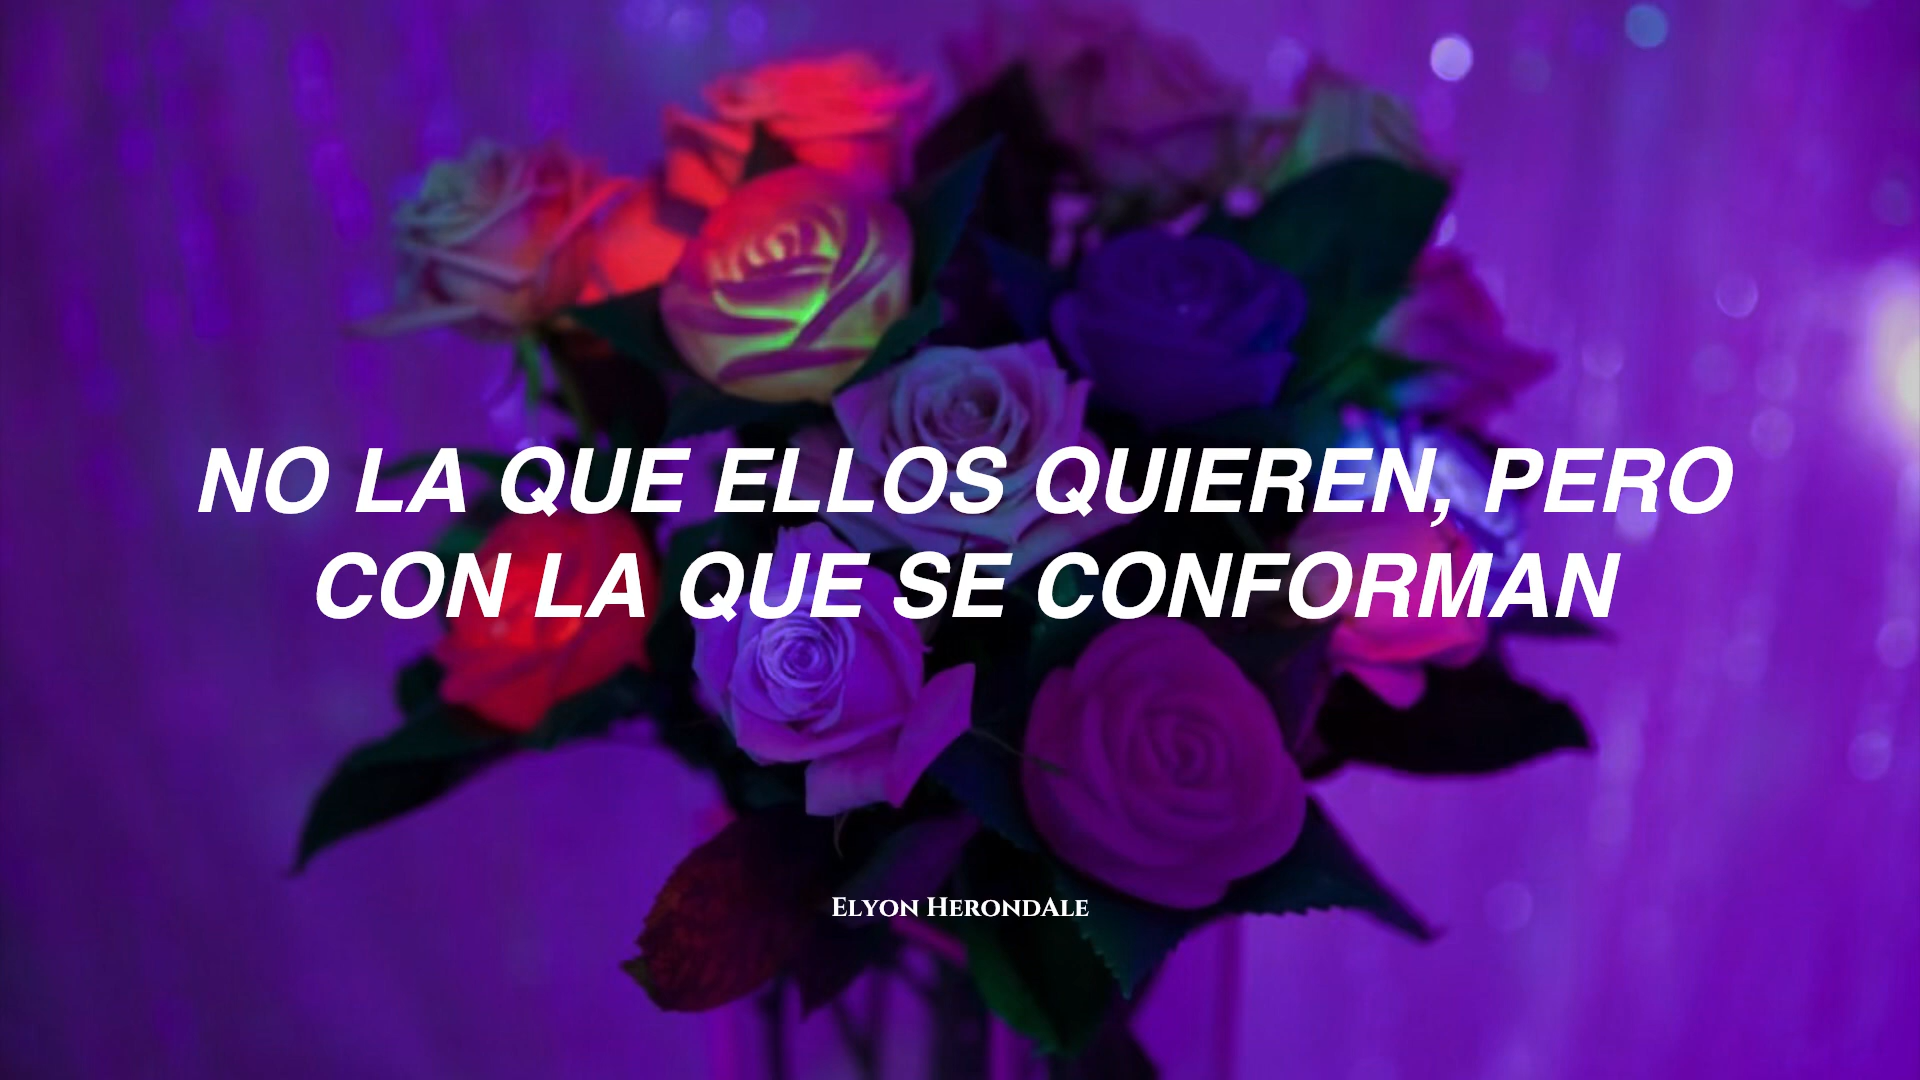 NO LA QUE ELLOS QUIEREN, PERO
CON LA QUE SE CONFORMAN
Elyon HerondAle